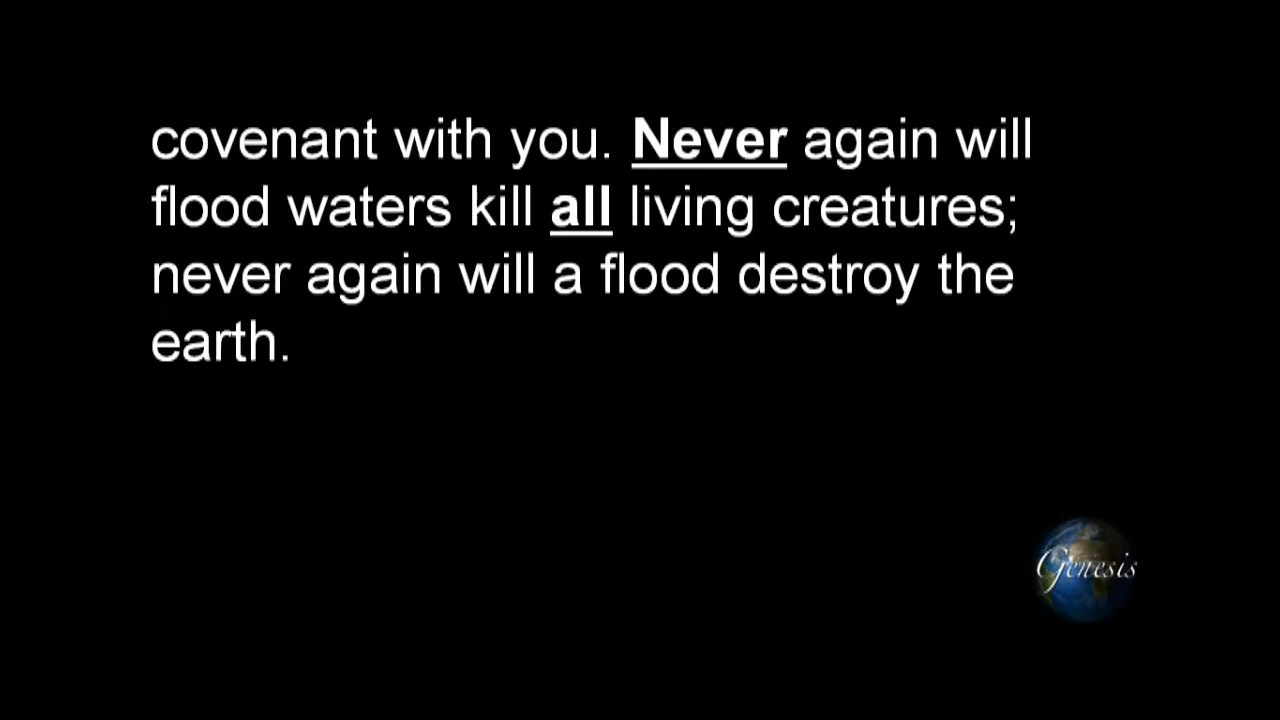 covenant with you. Never again will
flood waters kill all living creatures;
never again will a flood destroy the
earth.
Genesis